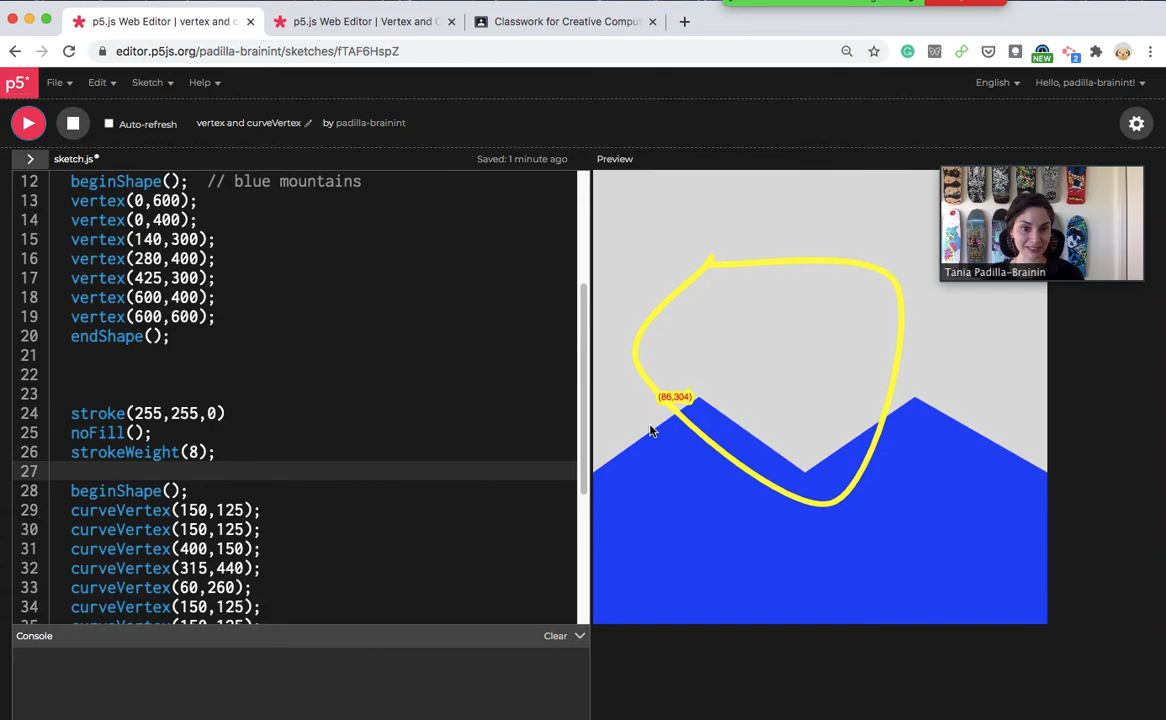 p5.js Web Editor | vertex and c
p5.js Web Editor | Vertex and C
Classwork for Creative Comput
editor.p5js.org/padilla-brainint/sketches/fTAF6HspZ
NEW
2
p5*
File
Edit
Sketch
Help
English
Hello, padilla-brainint!
Auto-refresh
vertex and curveVertex
by padilla-brainint
sketch.js
Saved: 1 minute ago
Preview
12 beginShape(); // blue mountains
13 vertex(0,600);
14 vertex(0,400);
15 vertex(140,300);
16 vertex(280,400);
17 vertex(425,300);
18 vertex(600,400);
19 vertex(600,600);
20 endShape();
21
22
23
24 stroke(255,255,0)
25 noFill();
26 strokeWeight(8);
27
28 beginShape();
29 curveVertex(150,125);
30 curveVertex(150,125);
31 curveVertex(400,150);
32 curveVertex(315,440);
33 curveVertex(60,260);
34 curveVertex(150,125);
(86,304)
Tania Padilla-Brainin
Console
Clear